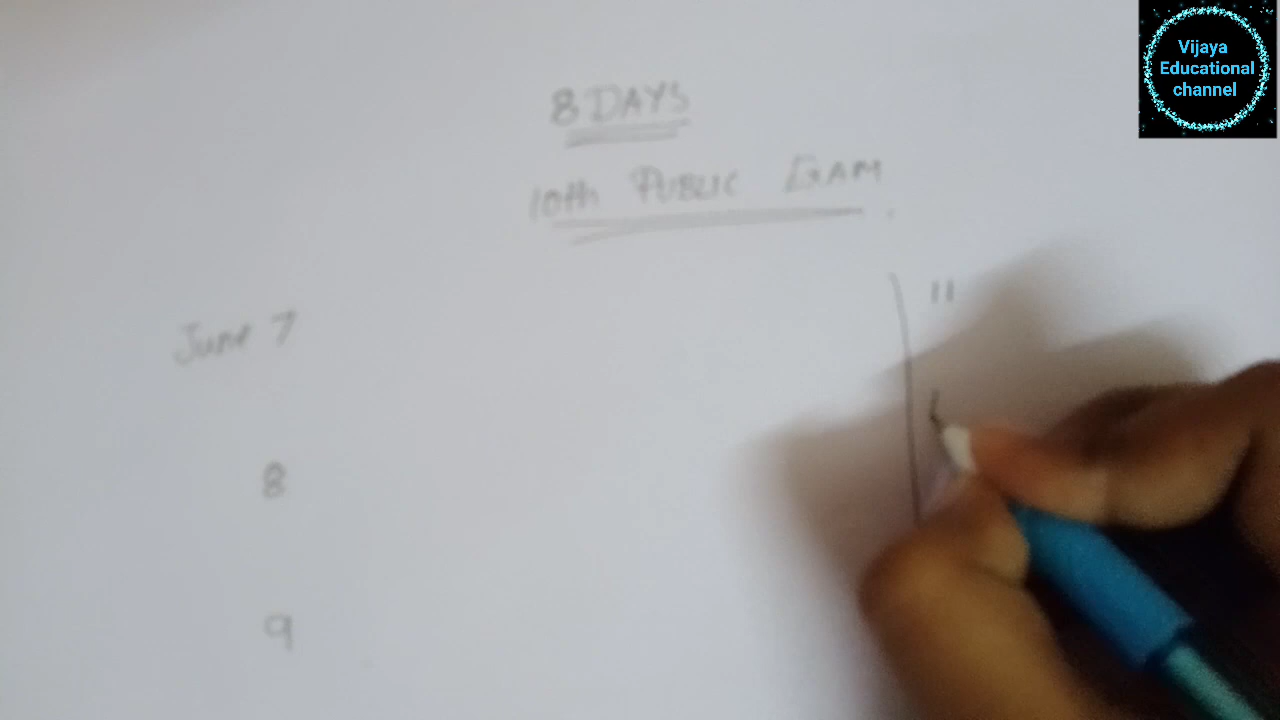 Vijaya
Educational
channel
8 DAYS
10th PUBLIC EXAM
June 7
8
9
11